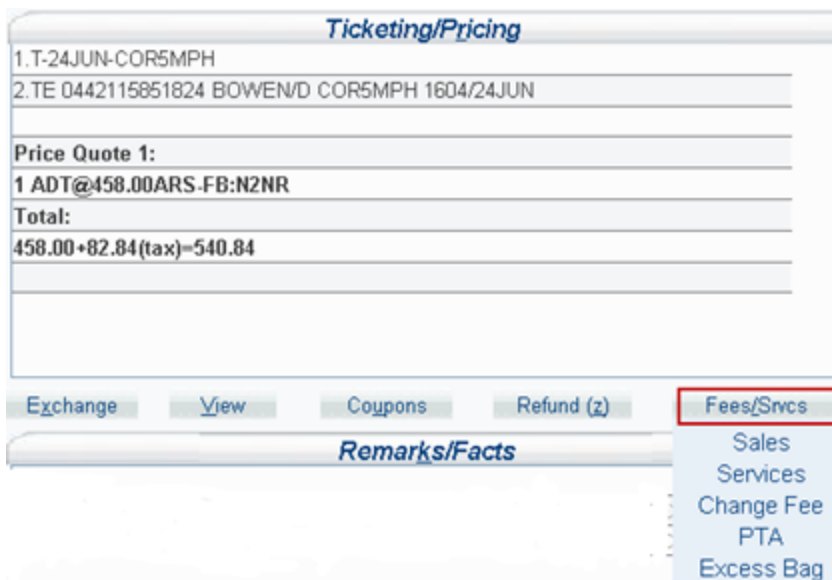 Ticketing/Pricing
1.T-24JUN-COR5MPH
2.TE 0442115851824 BOWEN/D COR5MPH 1604/24JUN
Price Quote 1:
1 ADT@458.00ARS-FB:N2NR
Total:
458.00+82.84(tax)=540.84
Exchange View Coupons Refund (z) Fees/Srvcs
Remarks/Facts
Sales
Services
Change Fee
PTA
Excess Bag